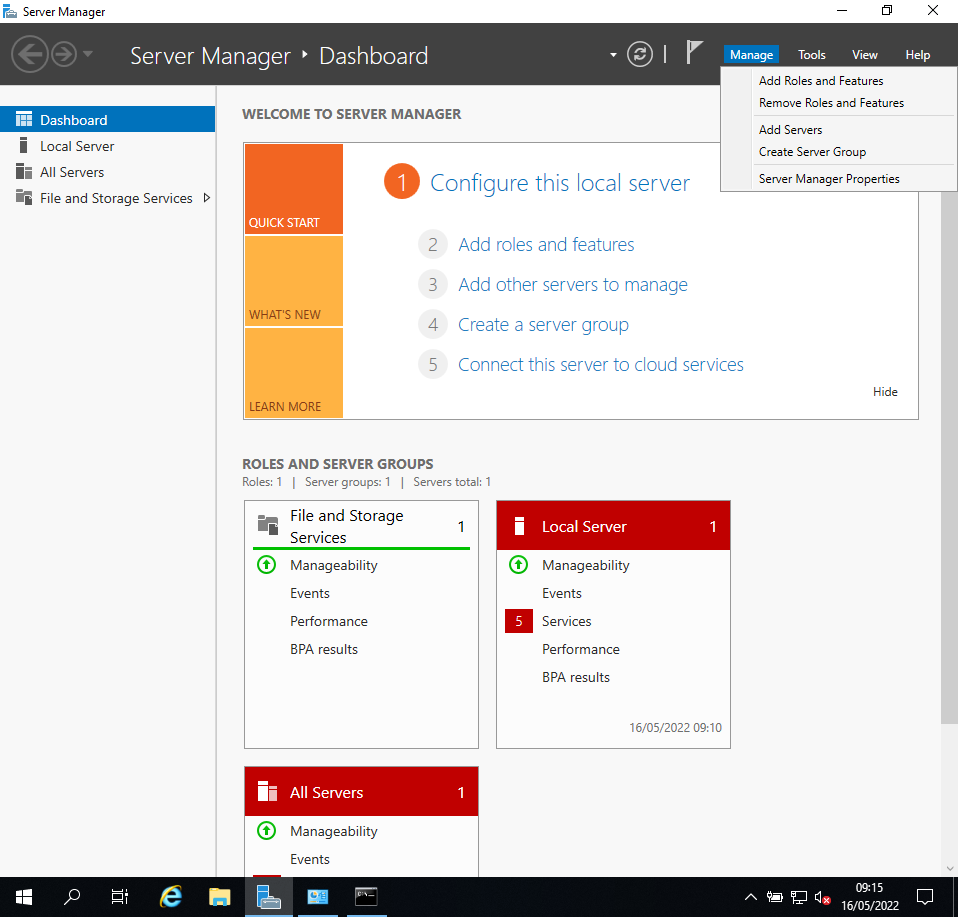 Server Manager
Server Manager • Dashboard
Manage Tools View Help
Add Roles and Features
Remove Roles and Features
Add Servers
Create Server Group
Server Manager Properties
Dashboard
Local Server
All Servers
File and Storage Services
WELCOME TO SERVER MANAGER
QUICK START
WHAT'S NEW
LEARN MORE
1 Configure this local server
2 Add roles and features
3 Add other servers to manage
4 Create a server group
5 Connect this server to cloud services
Hide
ROLES AND SERVER GROUPS
Roles: 1 | Server groups: 1 | Servers total: 1
File and Storage
Services
1
Manageability
Events
Performance
BPA results
Local Server 1
Manageability
Events
5 Services
Performance
BPA results
16/05/2022 09:10
All Servers 1
Manageability
Events
09:15
16/05/2022